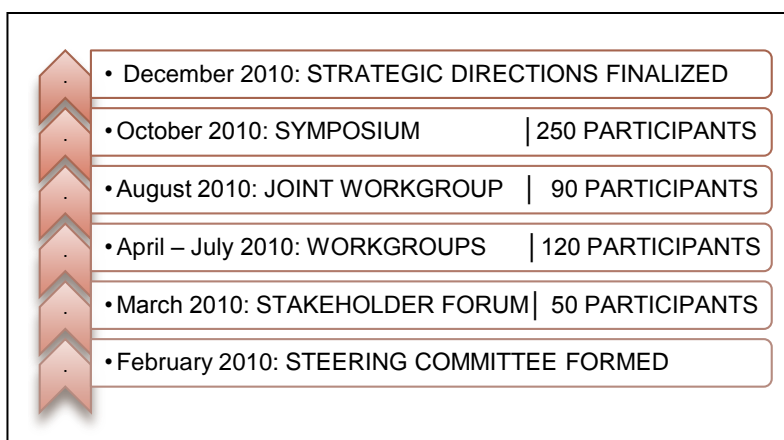 • December 2010: STRATEGIC DIRECTIONS FINALIZED
• October 2010: SYMPOSIUM | 250 PARTICIPANTS
• August 2010: JOINT WORKGROUP | 90 PARTICIPANTS
• April – July 2010: WORKGROUPS | 120 PARTICIPANTS
• March 2010: STAKEHOLDER FORUM | 50 PARTICIPANTS
• February 2010: STEERING COMMITTEE FORMED